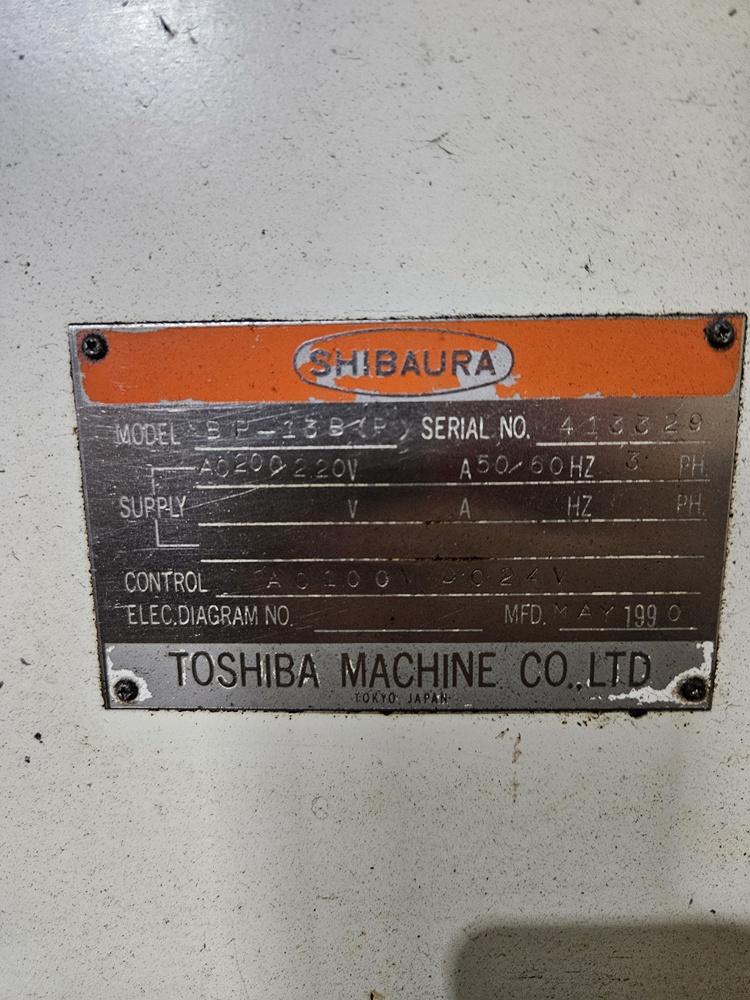 SHIBAURA
MODEL BP-13B(P) SERIAL NO. 413329
AC200/220V A 50/60HZ 3 PH.
SUPPLY V A HZ PH.
CONTROL AC100V DC24V
ELEC.DIAGRAM NO. MFD. MAY 1990
TOSHIBA MACHINE CO.,LTD
TOKYO JAPAN